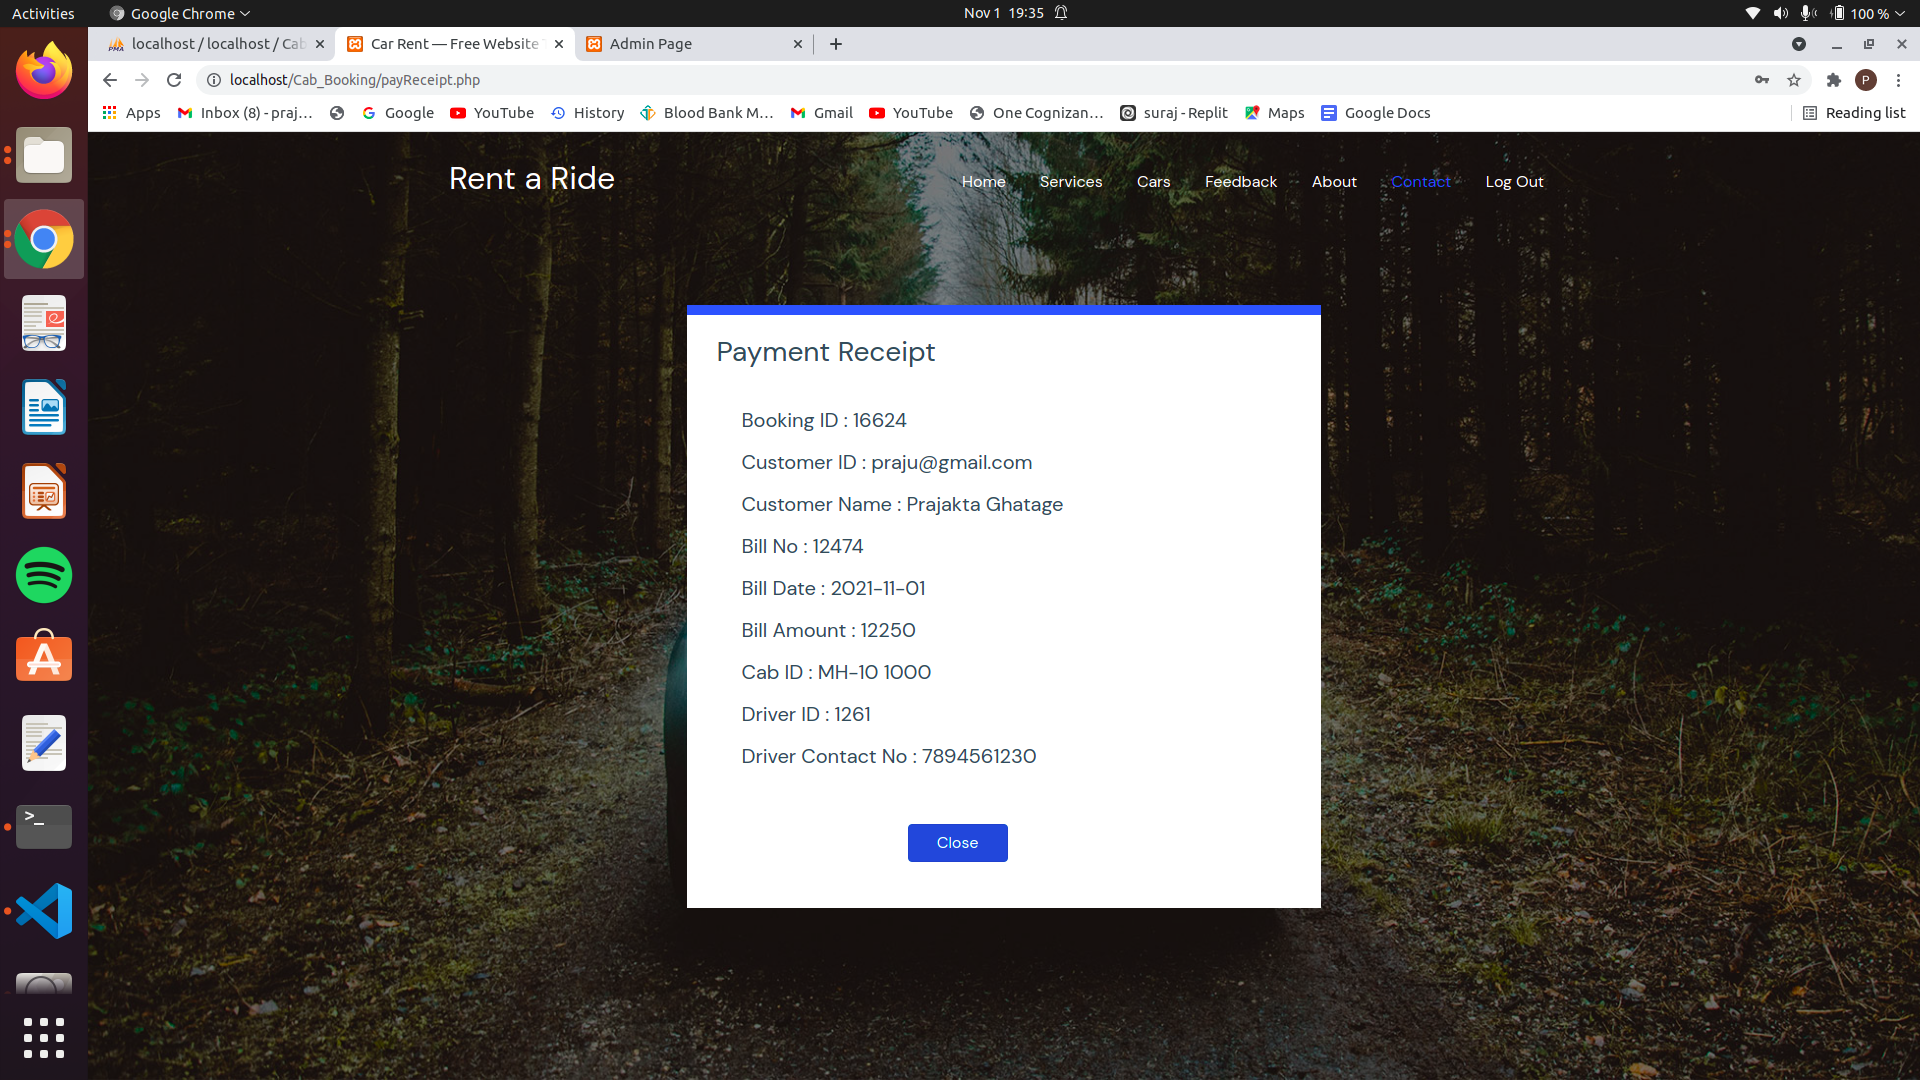 Activities
Google Chrome
Nov 1 19:35
100 %
localhost / localhost / Cab
Car Rent — Free Website
Admin Page
localhost/Cab_Booking/payReceipt.php
P
Apps
Inbox (8) - praj…
Google
YouTube
History
Blood Bank M…
Gmail
YouTube
One Cognizan…
suraj - Replit
Maps
Google Docs
Reading list
Rent a Ride
Home
Services
Cars
Feedback
About
Contact
Log Out
Payment Receipt
Booking ID : 16624
Customer ID : praju@gmail.com
Customer Name : Prajakta Ghatage
Bill No : 12474
Bill Date : 2021-11-01
Bill Amount : 12250
Cab ID : MH-10 1000
Driver ID : 1261
Driver Contact No : 7894561230
Close